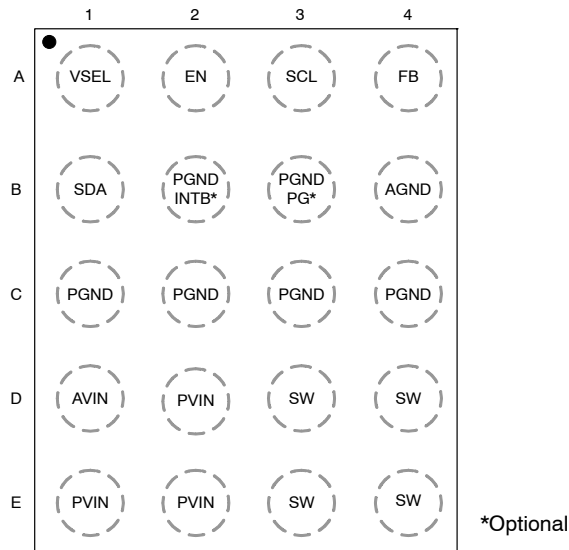 1 2 3 4
A VSEL EN SCL FB
B SDA PGND INTB* PGND PG* AGND
C PGND PGND PGND PGND
D AVIN PVIN SW SW
E PVIN PVIN SW SW
*Optional